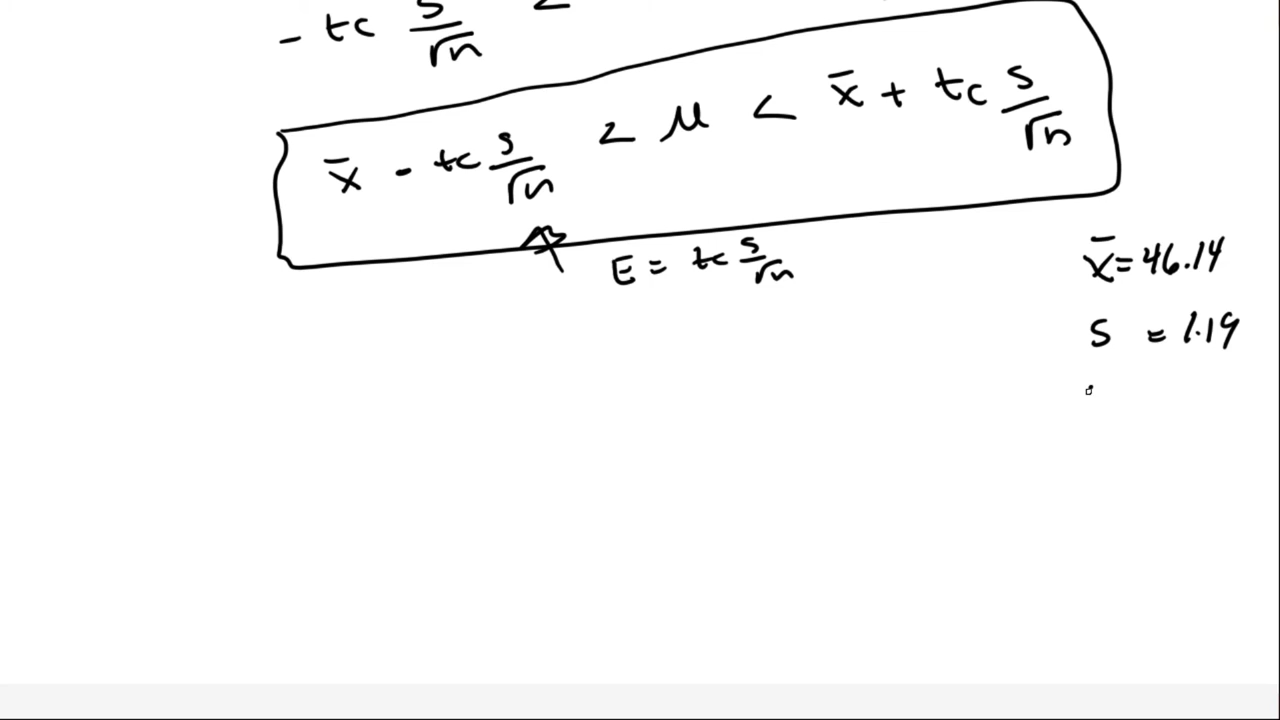 - tc s/√n <
x̄ - tc s/√n < μ < x̄ + tc s/√n
E = tc s/√n
x̄ = 46.14
s = 1.19